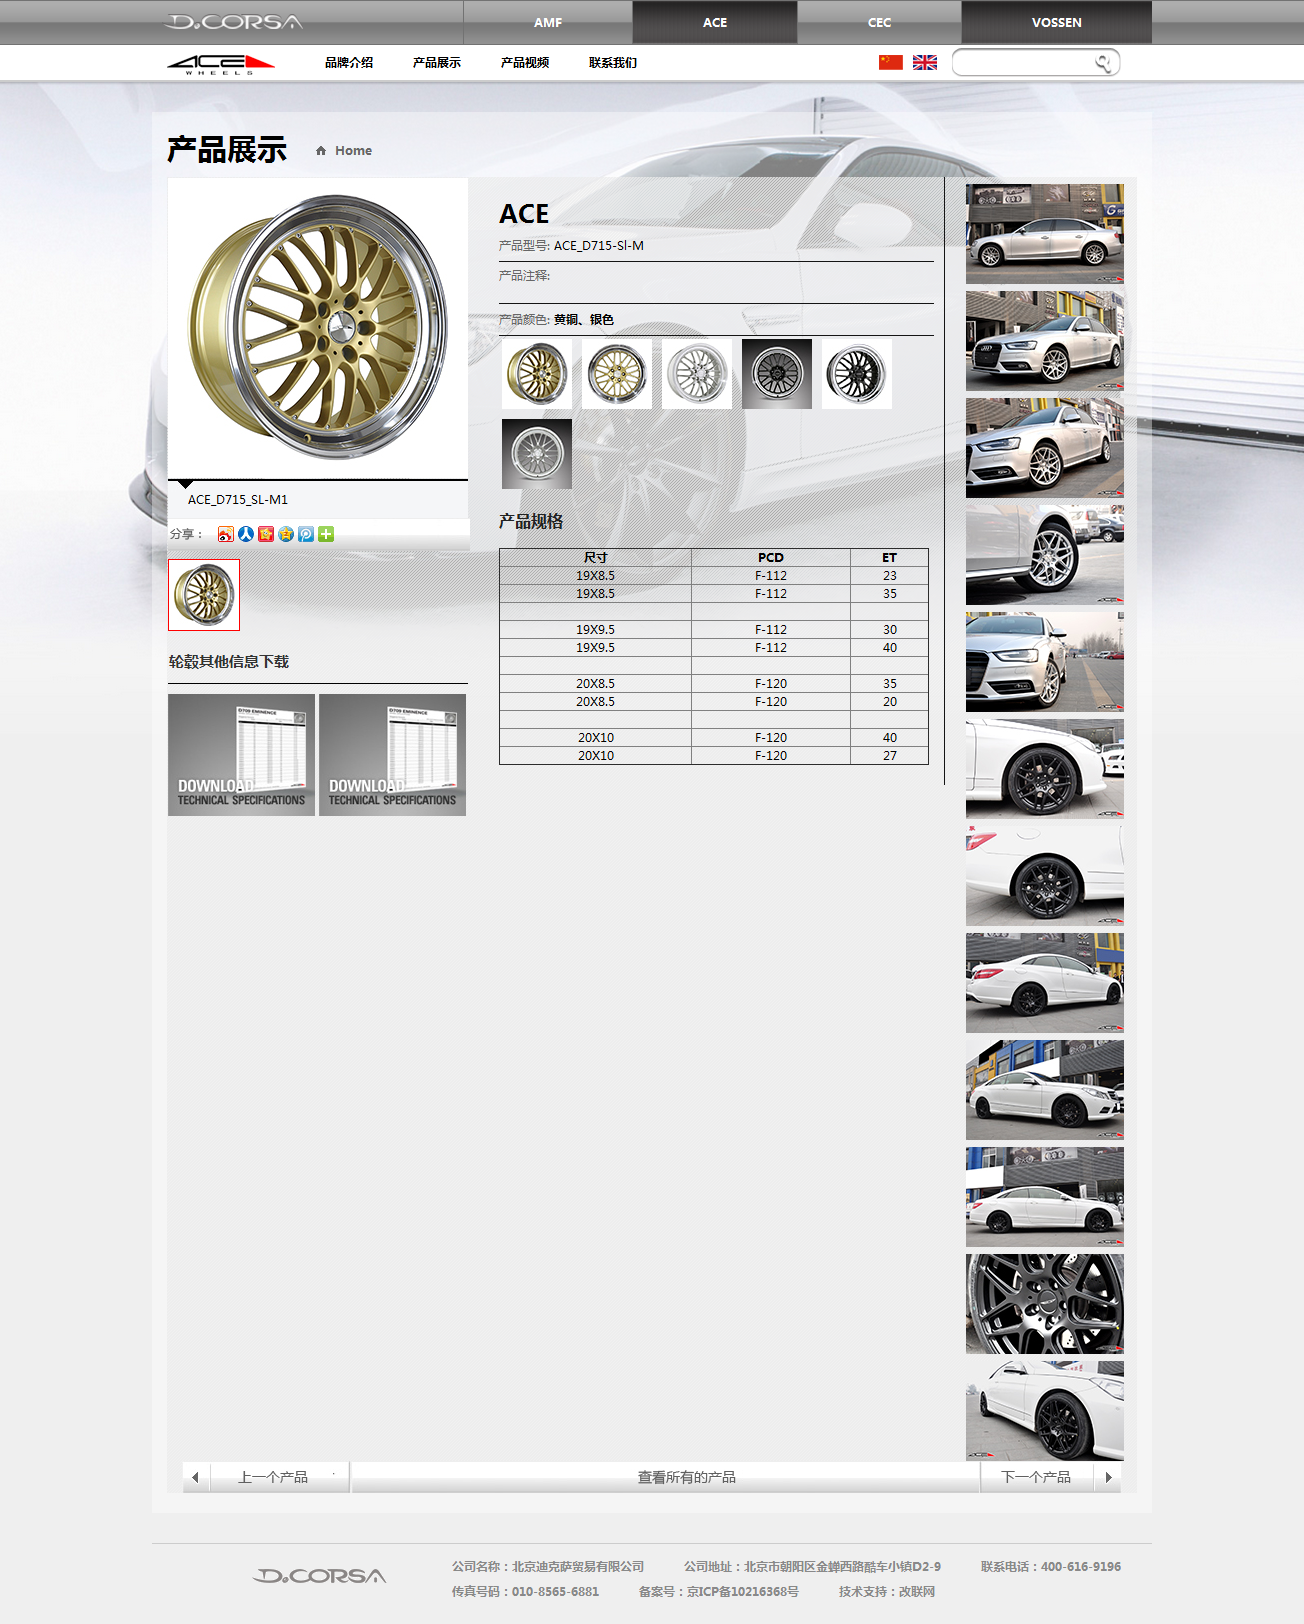 D.CORSA
AMF ACE CEC VOSSEN
ACE WHEELS
品牌介绍 产品展示 产品视频 联系我们
产品展示 Home
ACE
产品型号: ACE_D715-Sl-M
产品注释:
产品颜色: 黄铜、银色
ACE_D715_SL-M1
分享：
产品规格
尺寸 PCD ET
19X8.5 F-112 23
19X8.5 F-112 35
19X9.5 F-112 30
19X9.5 F-112 40
20X8.5 F-120 35
20X8.5 F-120 20
20X10 F-120 40
20X10 F-120 27
轮毂其他信息下载
D709 EMINENCE
DOWNLOAD
TECHNICAL SPECIFICATIONS
D709 EMINENCE
DOWNLOAD
TECHNICAL SPECIFICATIONS
上一个产品 查看所有的产品 下一个产品
D.CORSA
公司名称：北京迪克萨贸易有限公司 公司地址：北京市朝阳区金蝉西路酷车小镇D2-9 联系电话：400-616-9196
传真号码：010-8565-6881 备案号：京ICP备10216368号 技术支持：改联网